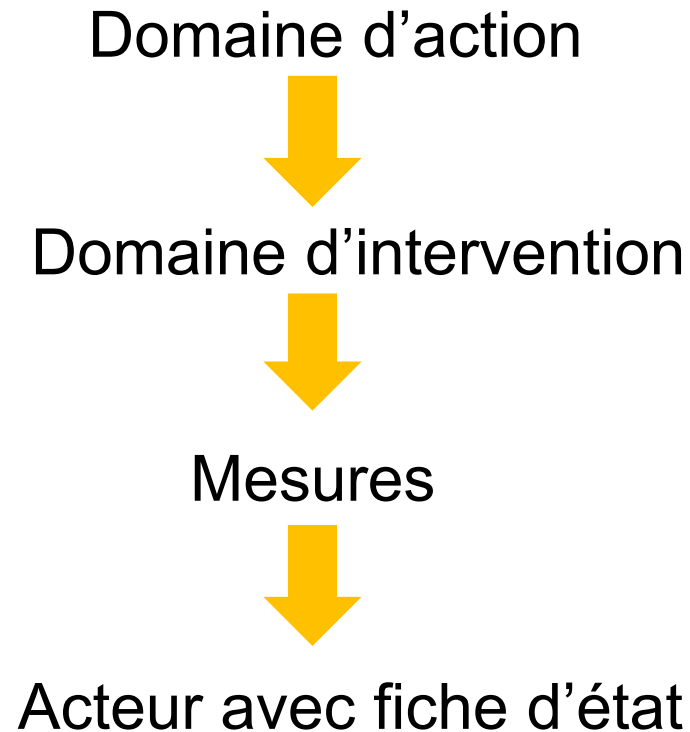 Domaine d’action
Domaine d’intervention
Mesures
Acteur avec fiche d’état